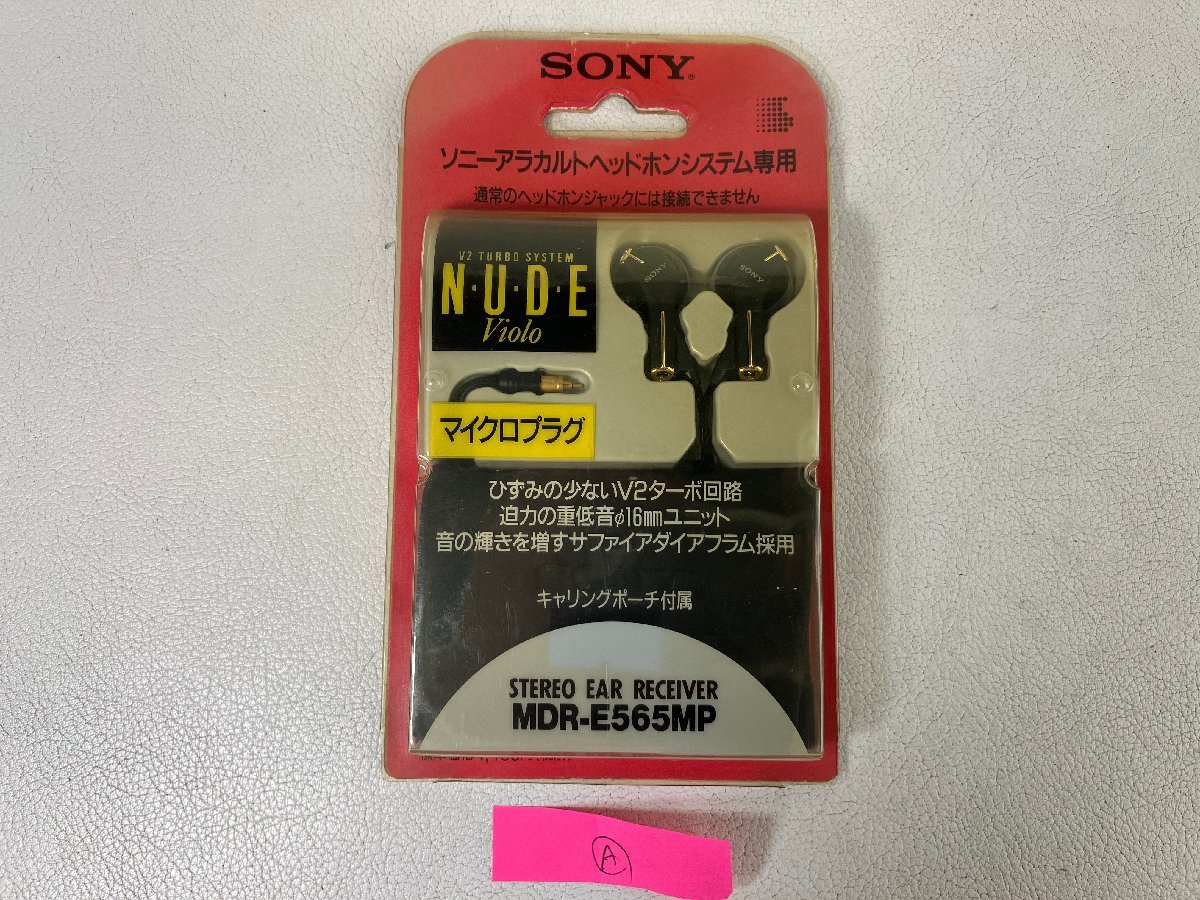 SONY®
ソニーアラカルトヘッドホンシステム専用
通常のヘッドホンジャックには接続できません
V2 TURBO SYSTEM
N·U·D·E
Violo
SONY
SONY
マイクロプラグ
ひずみの少ないV2ターボ回路
迫力の重低音φ16mmユニット
音の輝きを増すサファイアダイアフラム採用
キャリングポーチ付属
STEREO EAR RECEIVER
MDR-E565MP
A